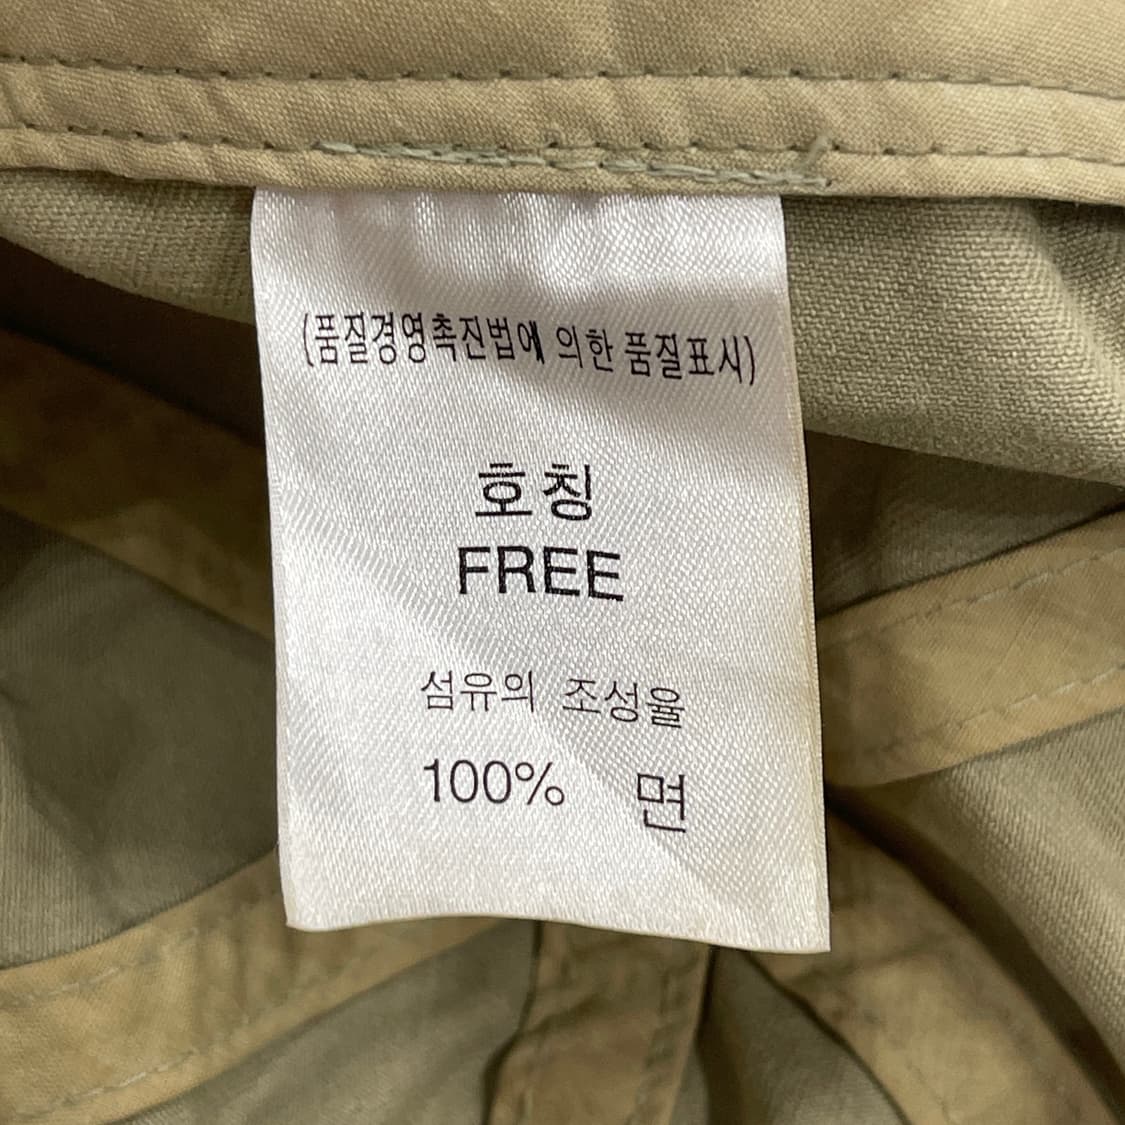 (품질경영촉진법에 의한 품질표시)
호칭
FREE
섬유의 조성율
100% 면